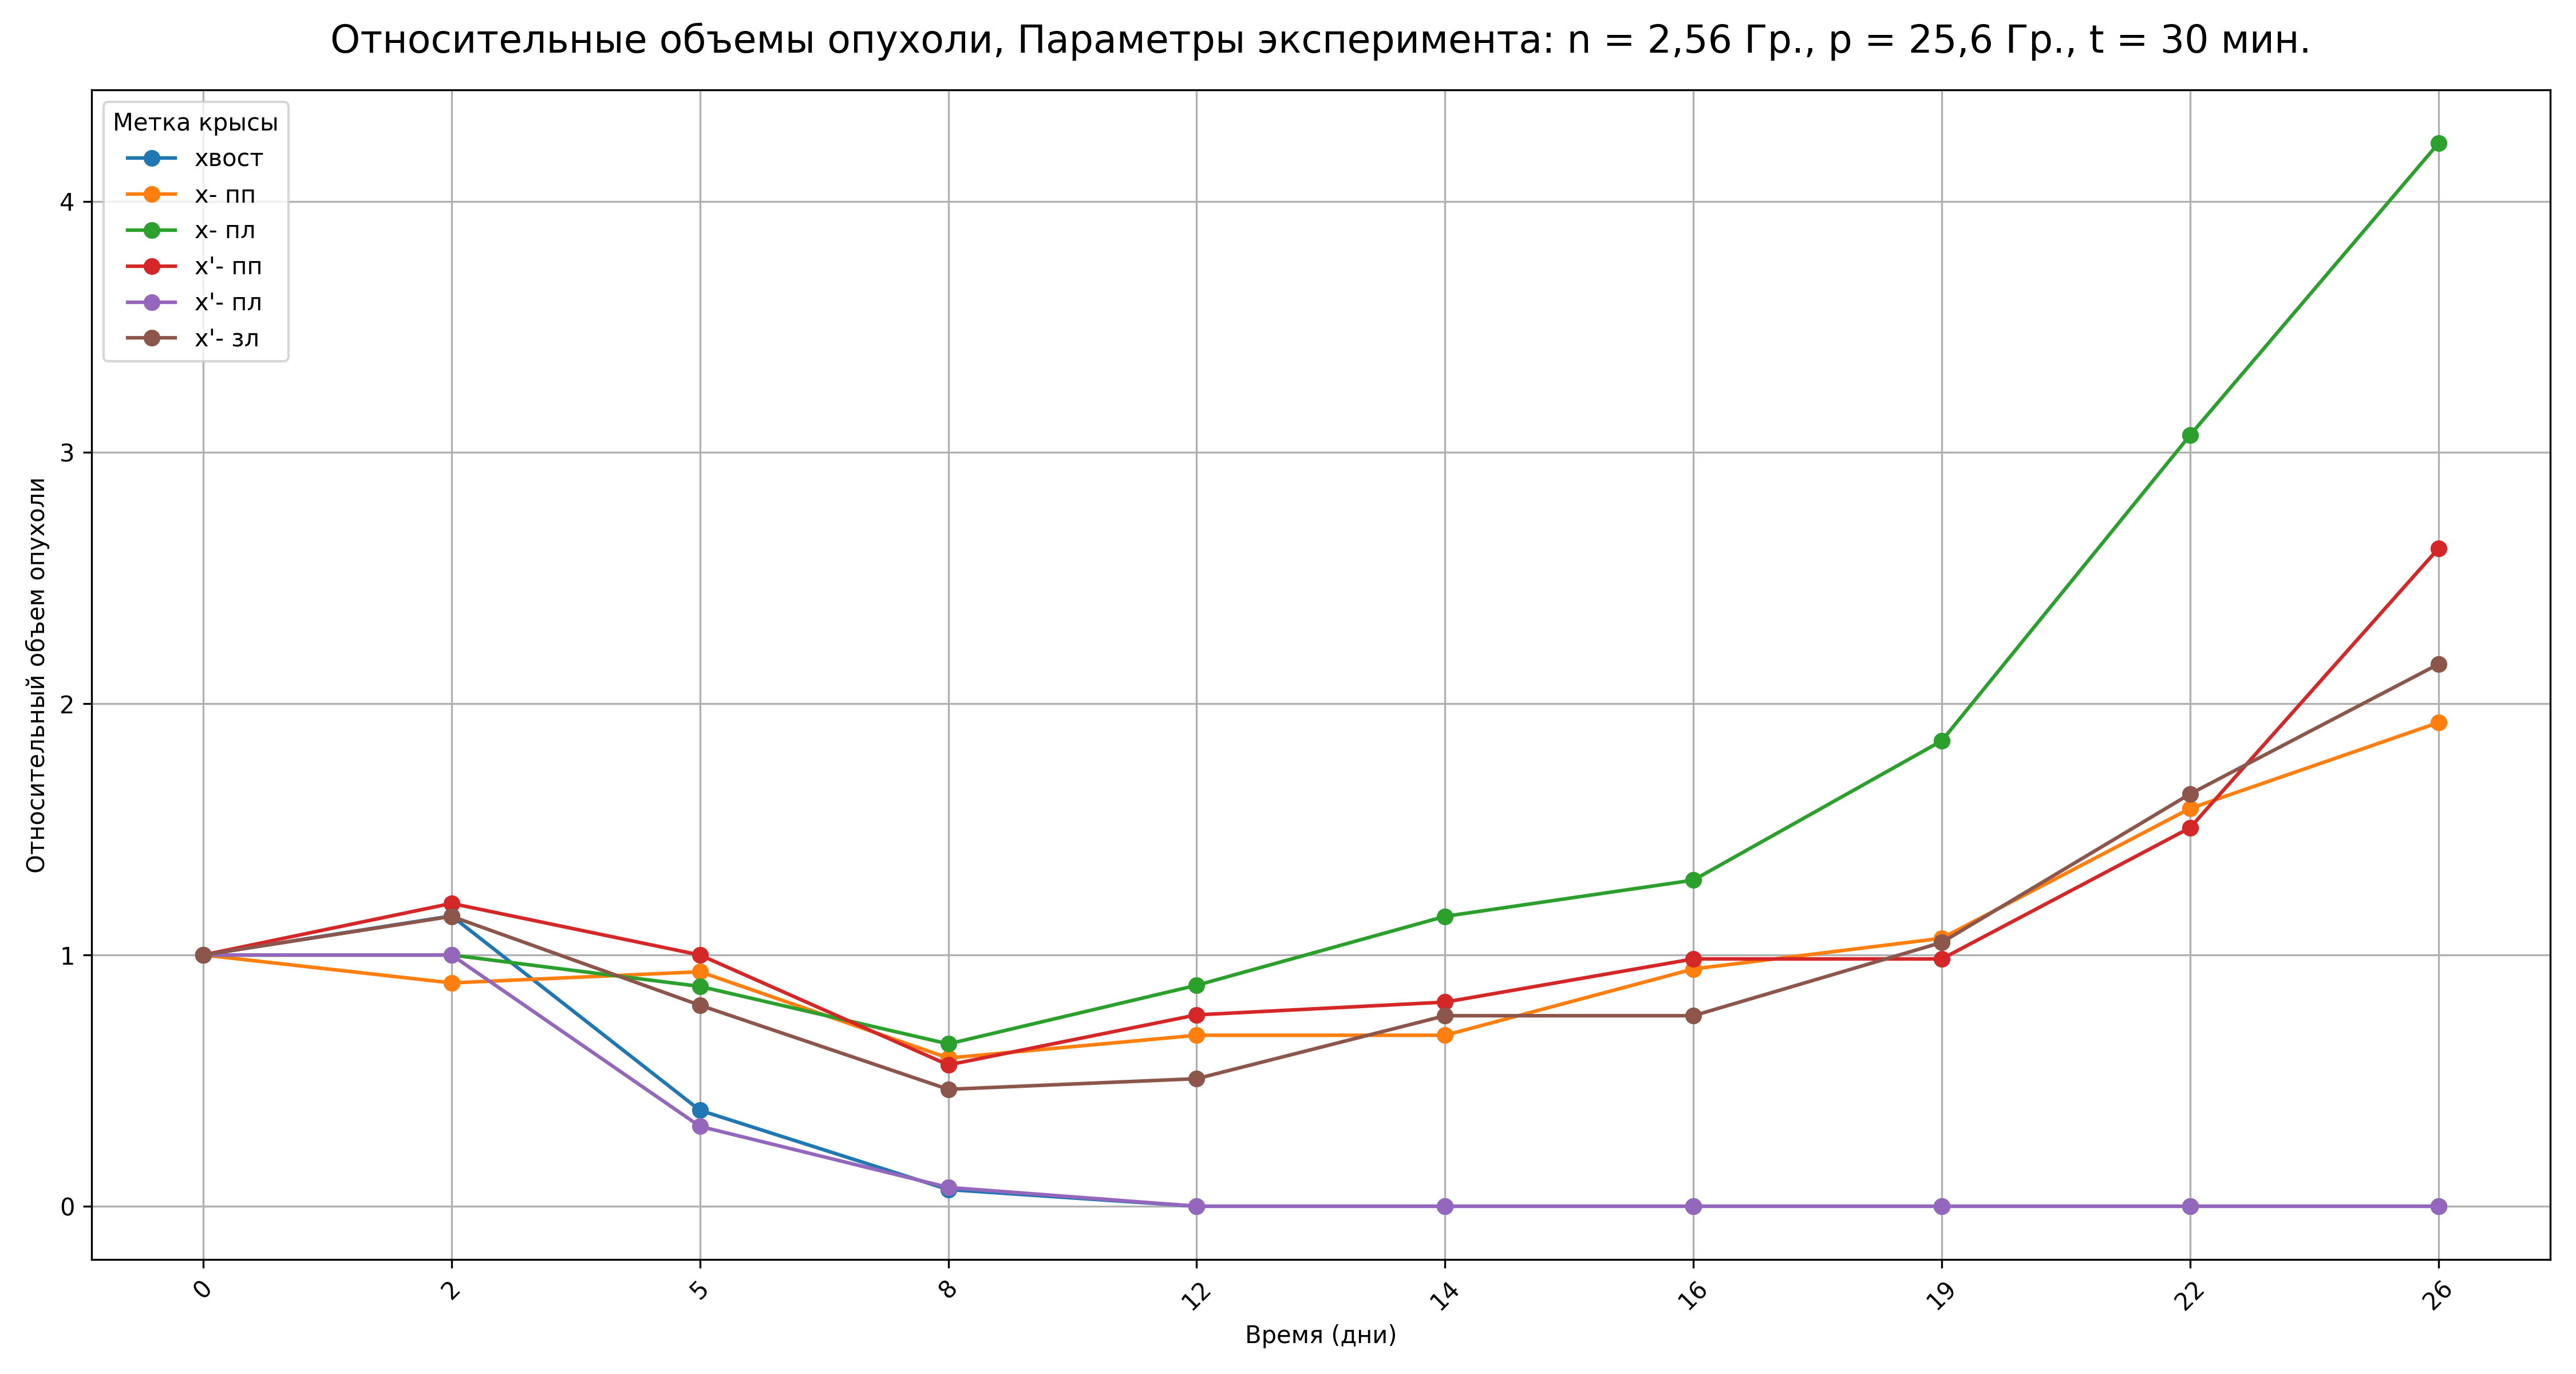 Относительные объемы опухоли, Параметры эксперимента: n = 2,56 Гр., p = 25,6 Гр., t = 30 мин.
Метка крысы
хвост
х- пп
х- пл
х'- пп
х'- пл
х'- зл
Относительный объем опухоли
4
3
2
1
0
0 2 5 8 12 14 16 19 22 26
Время (дни)